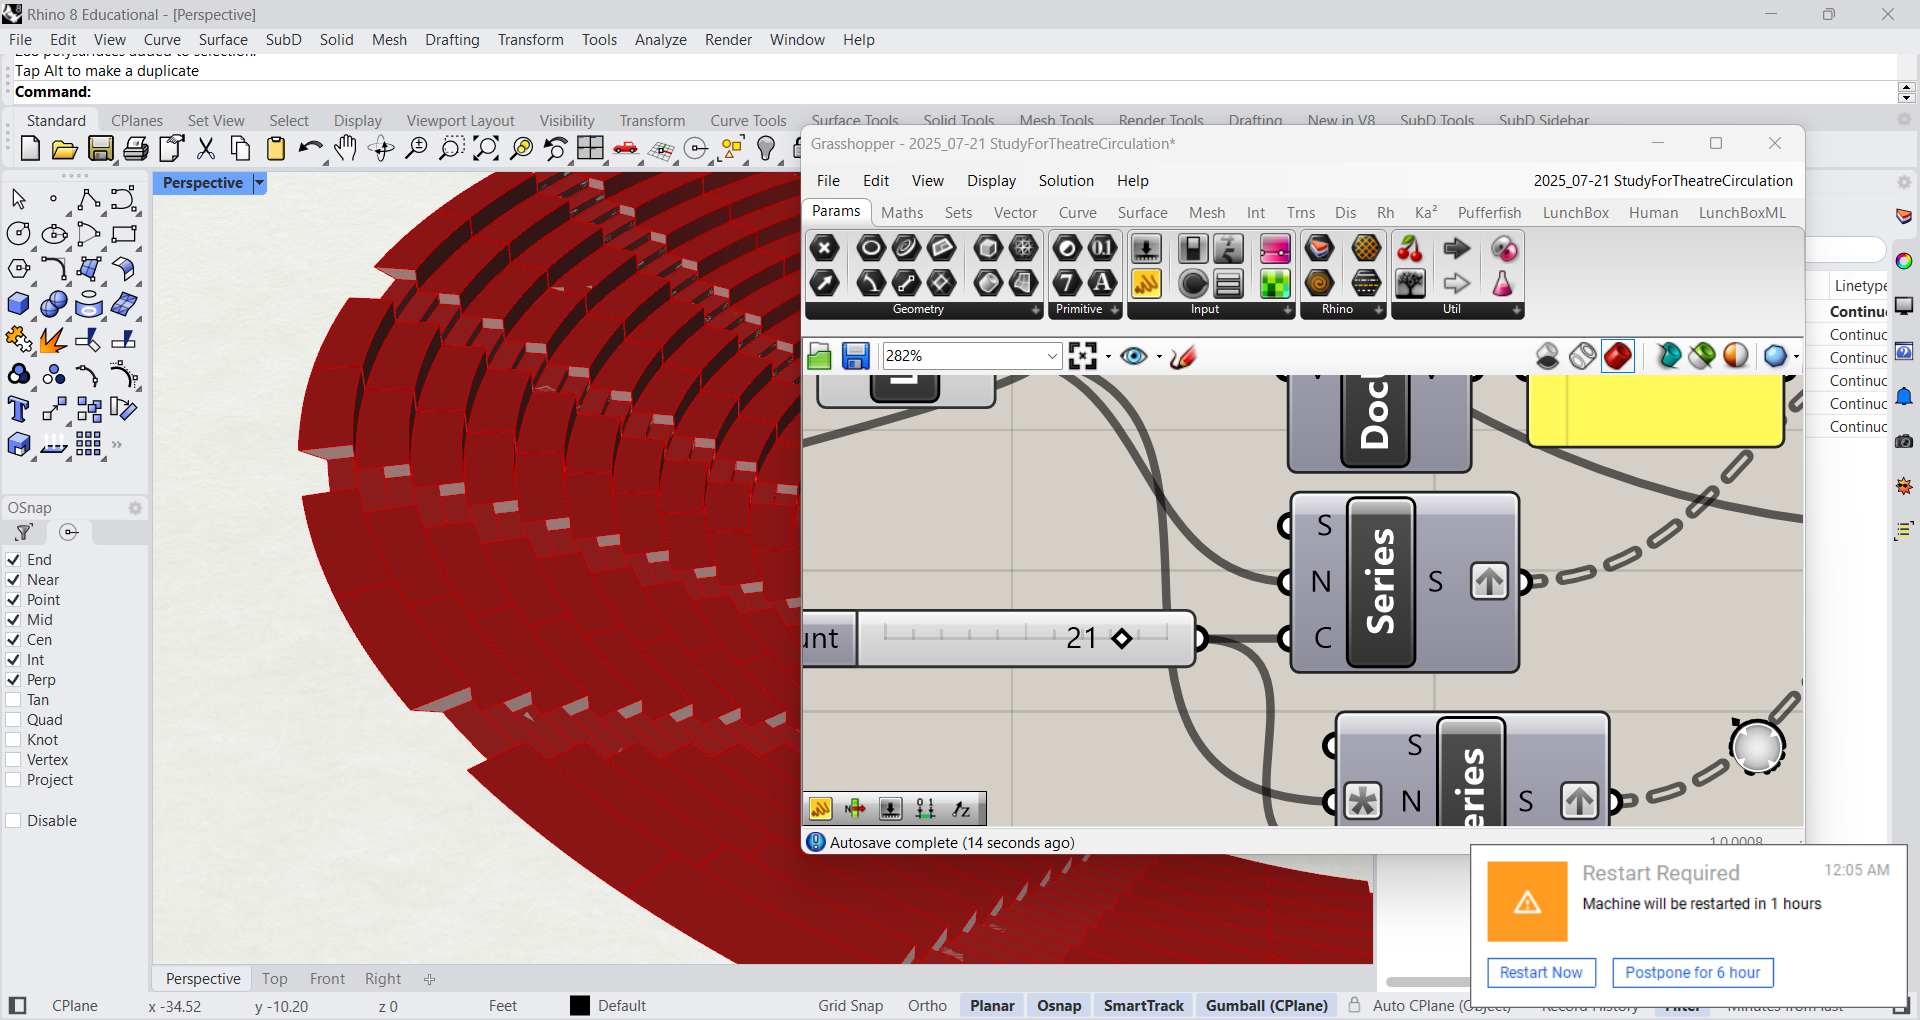 Rhino 8 Educational - [Perspective]
File Edit View Curve Surface SubD Solid Mesh Drafting Transform Tools Analyze Render Window Help
Tap Alt to make a duplicate
Command:
Standard CPlanes Set View Select Display Viewport Layout Visibility Transform Curve Tools Surface Tools Solid Tools Mesh Tools Render Tools Drafting New in V8 SubD Tools SubD Sidebar
Perspective
Grasshopper - 2025_07-21 StudyForTheatreCirculation*
File Edit View Display Solution Help
2025_07-21 StudyForTheatreCirculation
Params Maths Sets Vector Curve Surface Mesh Int Trns Dis Rh Ka² Pufferfish LunchBox Human LunchBoxML
Geometry Primitive Input Rhino Util
282%
S
N Series S
C
unt 21
S
N eries S
Autosave complete (14 seconds ago)
1.0.0008
Linetype
Continu
Continuc
Continuc
Continuc
Continuc
Continuc
OSnap
End
Near
Point
Mid
Cen
Int
Perp
Tan
Quad
Knot
Vertex
Project
Disable
Restart Required 12:05 AM
Machine will be restarted in 1 hours
Restart Now Postpone for 6 hour
Perspective Top Front Right
CPlane x -34.52 y -10.20 z 0 Feet Default Grid Snap Ortho Planar Osnap SmartTrack Gumball (CPlane) Auto CPlane (Object) Record History Filter Minutes from last